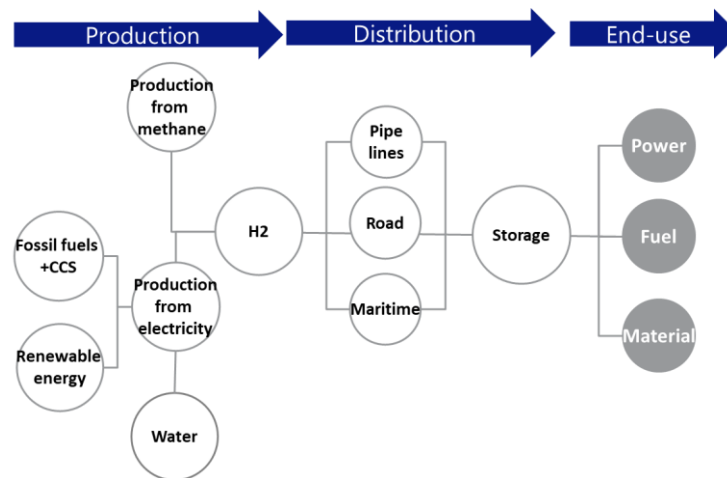 Production
Distribution
End-use
Production
from
methane
Pipe
lines
Power
Fossil fuels
+CCS
H2
Road
Storage
Fuel
Production
from
electricity
Maritime
Material
Renewable
energy
Water